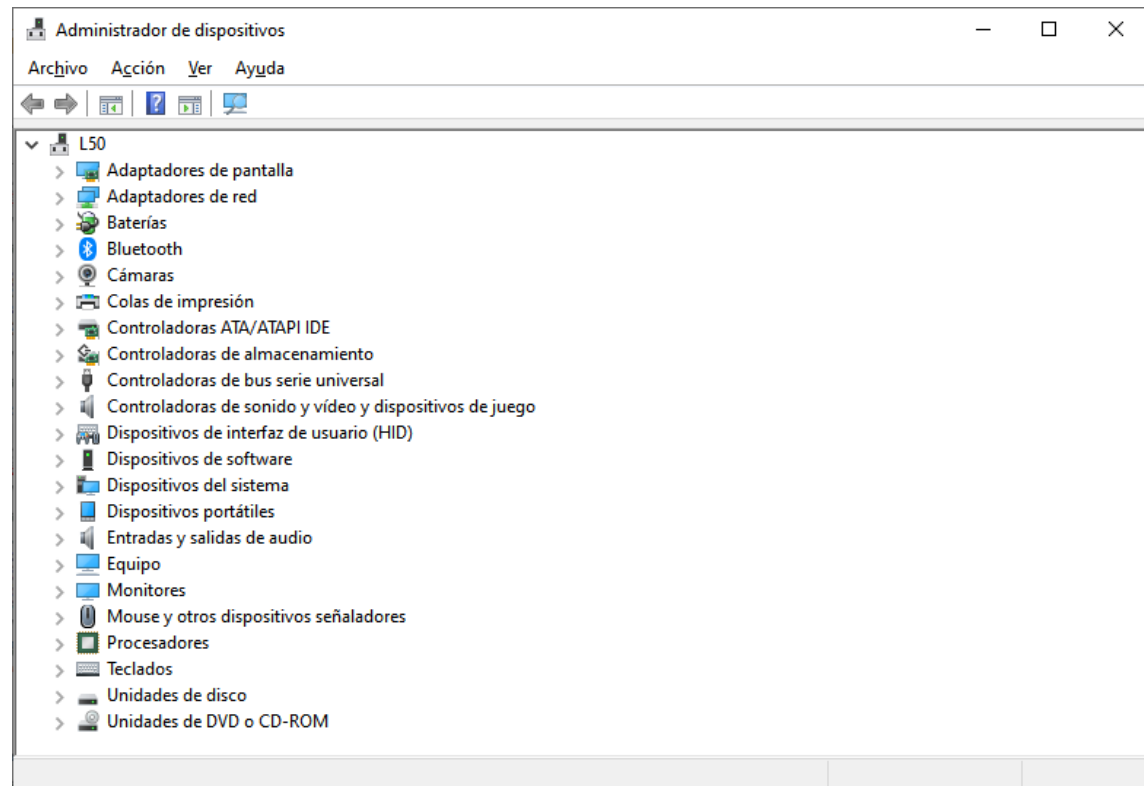 Administrador de dispositivos
Archivo Acción Ver Ayuda
L50
Adaptadores de pantalla
Adaptadores de red
Baterías
Bluetooth
Cámaras
Colas de impresión
Controladoras ATA/ATAPI IDE
Controladoras de almacenamiento
Controladoras de bus serie universal
Controladoras de sonido y vídeo y dispositivos de juego
Dispositivos de interfaz de usuario (HID)
Dispositivos de software
Dispositivos del sistema
Dispositivos portátiles
Entradas y salidas de audio
Equipo
Monitores
Mouse y otros dispositivos señaladores
Procesadores
Teclados
Unidades de disco
Unidades de DVD o CD-ROM